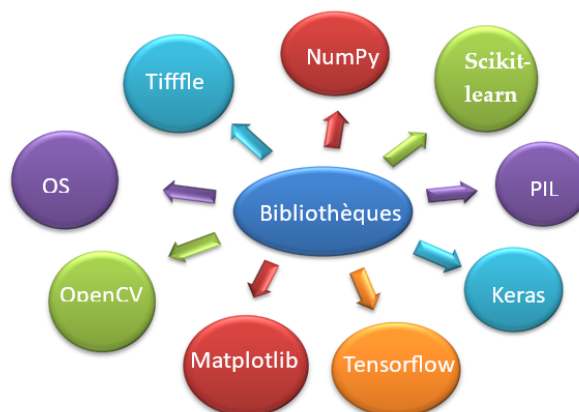 NumPy
Scikit-
learn
Tifffle
OS
PIL
Bibliothèques
OpenCV
Keras
Matplotlib
Tensorflow